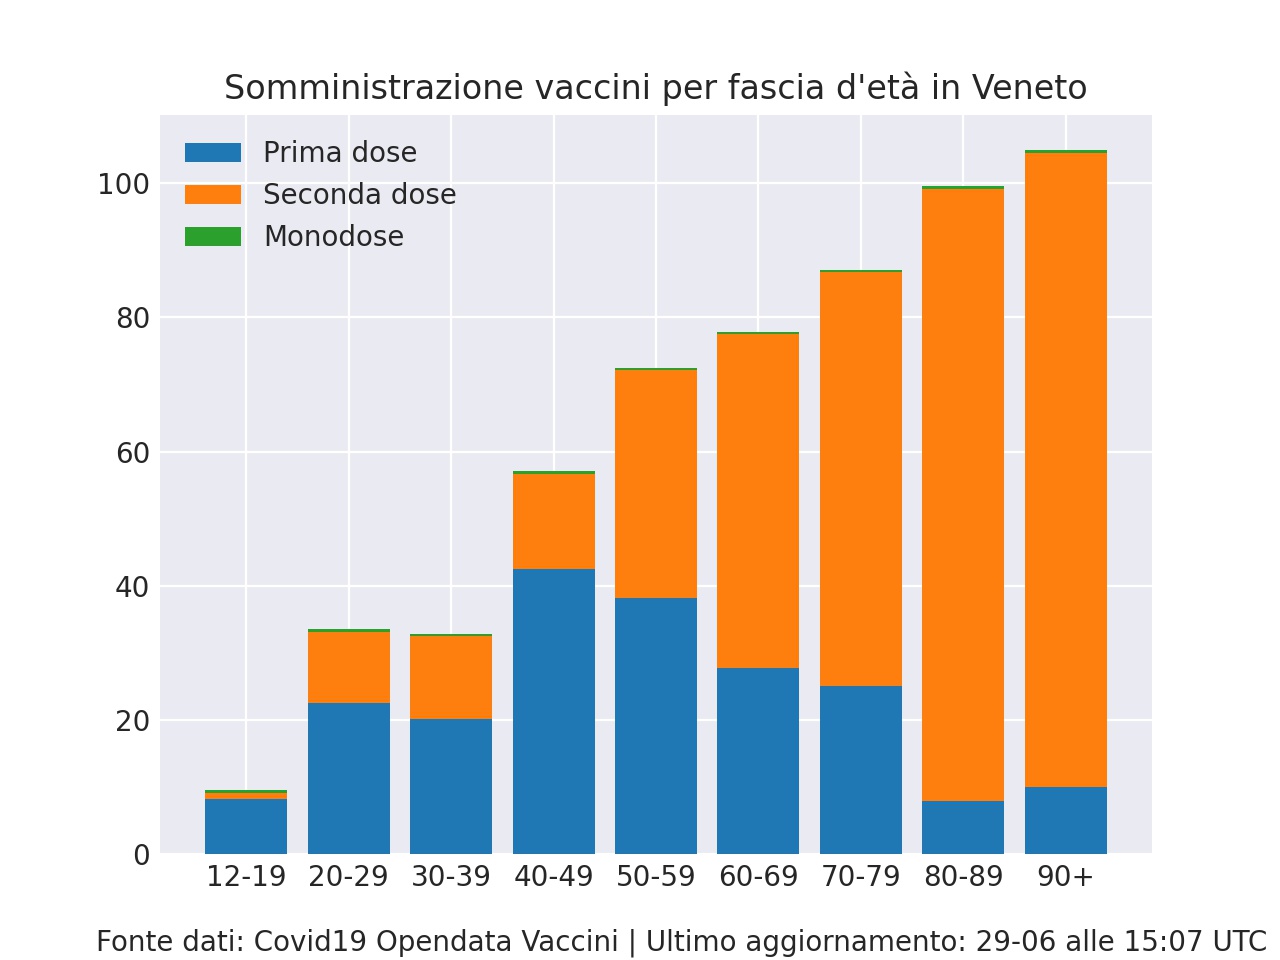 Somministrazione vaccini per fascia d'età in Veneto
Prima dose
Seconda dose
Monodose
100
80
60
40
20
0
12-19 20-29 30-39 40-49 50-59 60-69 70-79 80-89 90+
Fonte dati: Covid19 Opendata Vaccini | Ultimo aggiornamento: 29-06 alle 15:07 UTC